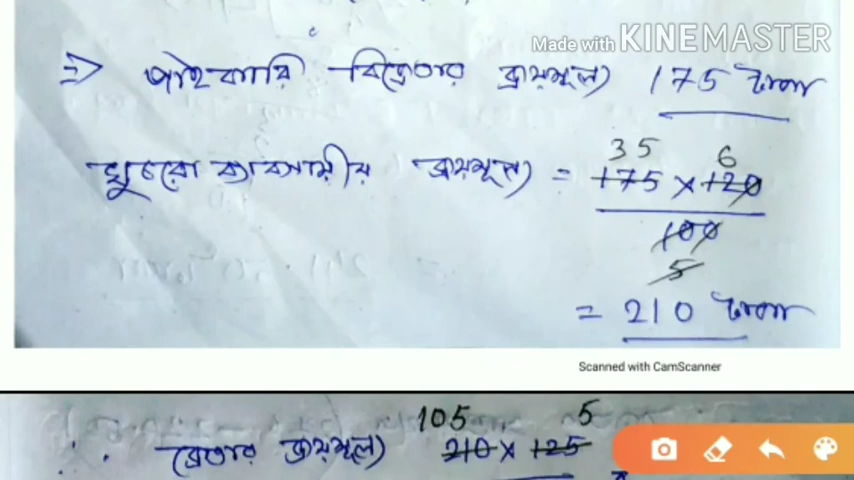 Made with KINEMASTER
=> পাইকারি বিক্রেতার ক্রয়মূল্য 175 টাকা
35 6
খুচরো ব্যবসায়ীর ক্রয়মূল্য = 175 × 120
100
5
= 210 টাকা
Scanned with CamScanner
105 5
∴ ক্রেতার ক্রয়মূল্য 210 × 125